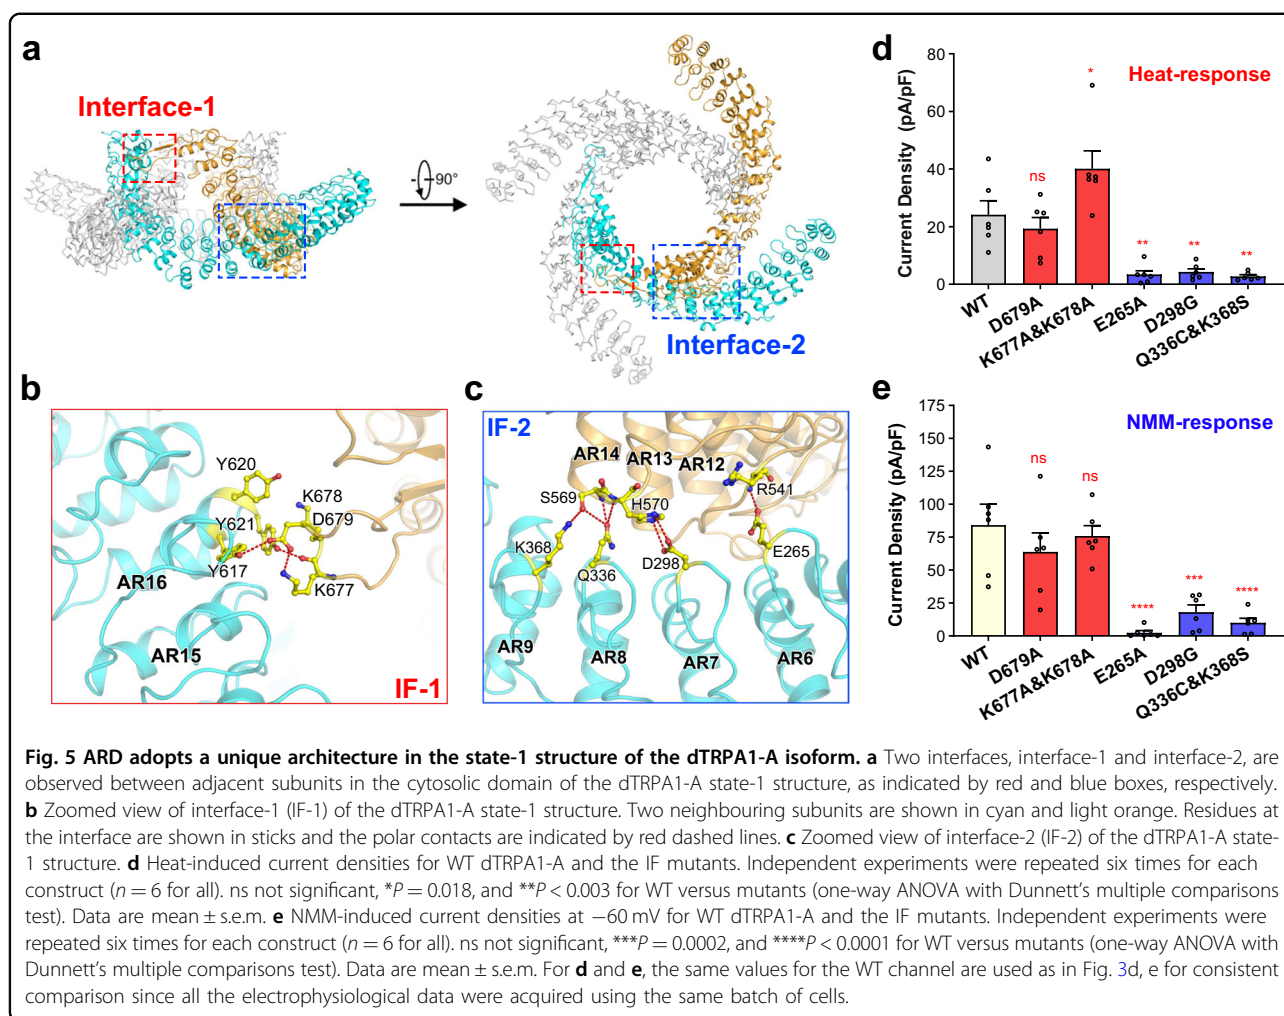 a
Interface-1
90°
Interface-2
b
Y620
K678
D679
Y621
Y617
K677
AR16
AR15
IF-1
c
IF-2
AR14
AR13
AR12
S569
H570
R541
K368
Q336
D298
E265
AR9
AR8
AR7
AR6
d
Heat-response
Current Density (pA/pF)
80
60
40
20
0
ns
*
**
**
**
WT
D679A
K677A&K678A
E265A
D298G
Q336C&K368S
e
NMM-response
Current Density (pA/pF)
175
150
125
100
75
50
25
0
ns
ns
****
***
****
WT
D679A
K677A&K678A
E265A
D298G
Q336C&K368S
Fig. 5 ARD adopts a unique architecture in the state-1 structure of the dTRPA1-A isoform. a Two interfaces, interface-1 and interface-2, are
observed between adjacent subunits in the cytosolic domain of the dTRPA1-A state-1 structure, as indicated by red and blue boxes, respectively.
b Zoomed view of interface-1 (IF-1) of the dTRPA1-A state-1 structure. Two neighbouring subunits are shown in cyan and light orange. Residues at
the interface are shown in sticks and the polar contacts are indicated by red dashed lines. c Zoomed view of interface-2 (IF-2) of the dTRPA1-A state-
1 structure. d Heat-induced current densities for WT dTRPA1-A and the IF mutants. Independent experiments were repeated six times for each
construct (n = 6 for all). ns not significant, *P = 0.018, and **P < 0.003 for WT versus mutants (one-way ANOVA with Dunnett’s multiple comparisons
test). Data are mean ± s.e.m. e NMM-induced current densities at −60 mV for WT dTRPA1-A and the IF mutants. Independent experiments were
repeated six times for each construct (n = 6 for all). ns not significant, ***P = 0.0002, and ****P < 0.0001 for WT versus mutants (one-way ANOVA with
Dunnett’s multiple comparisons test). Data are mean ± s.e.m. For d and e, the same values for the WT channel are used as in Fig. 3d, e for consistent
comparison since all the electrophysiological data were acquired using the same batch of cells.